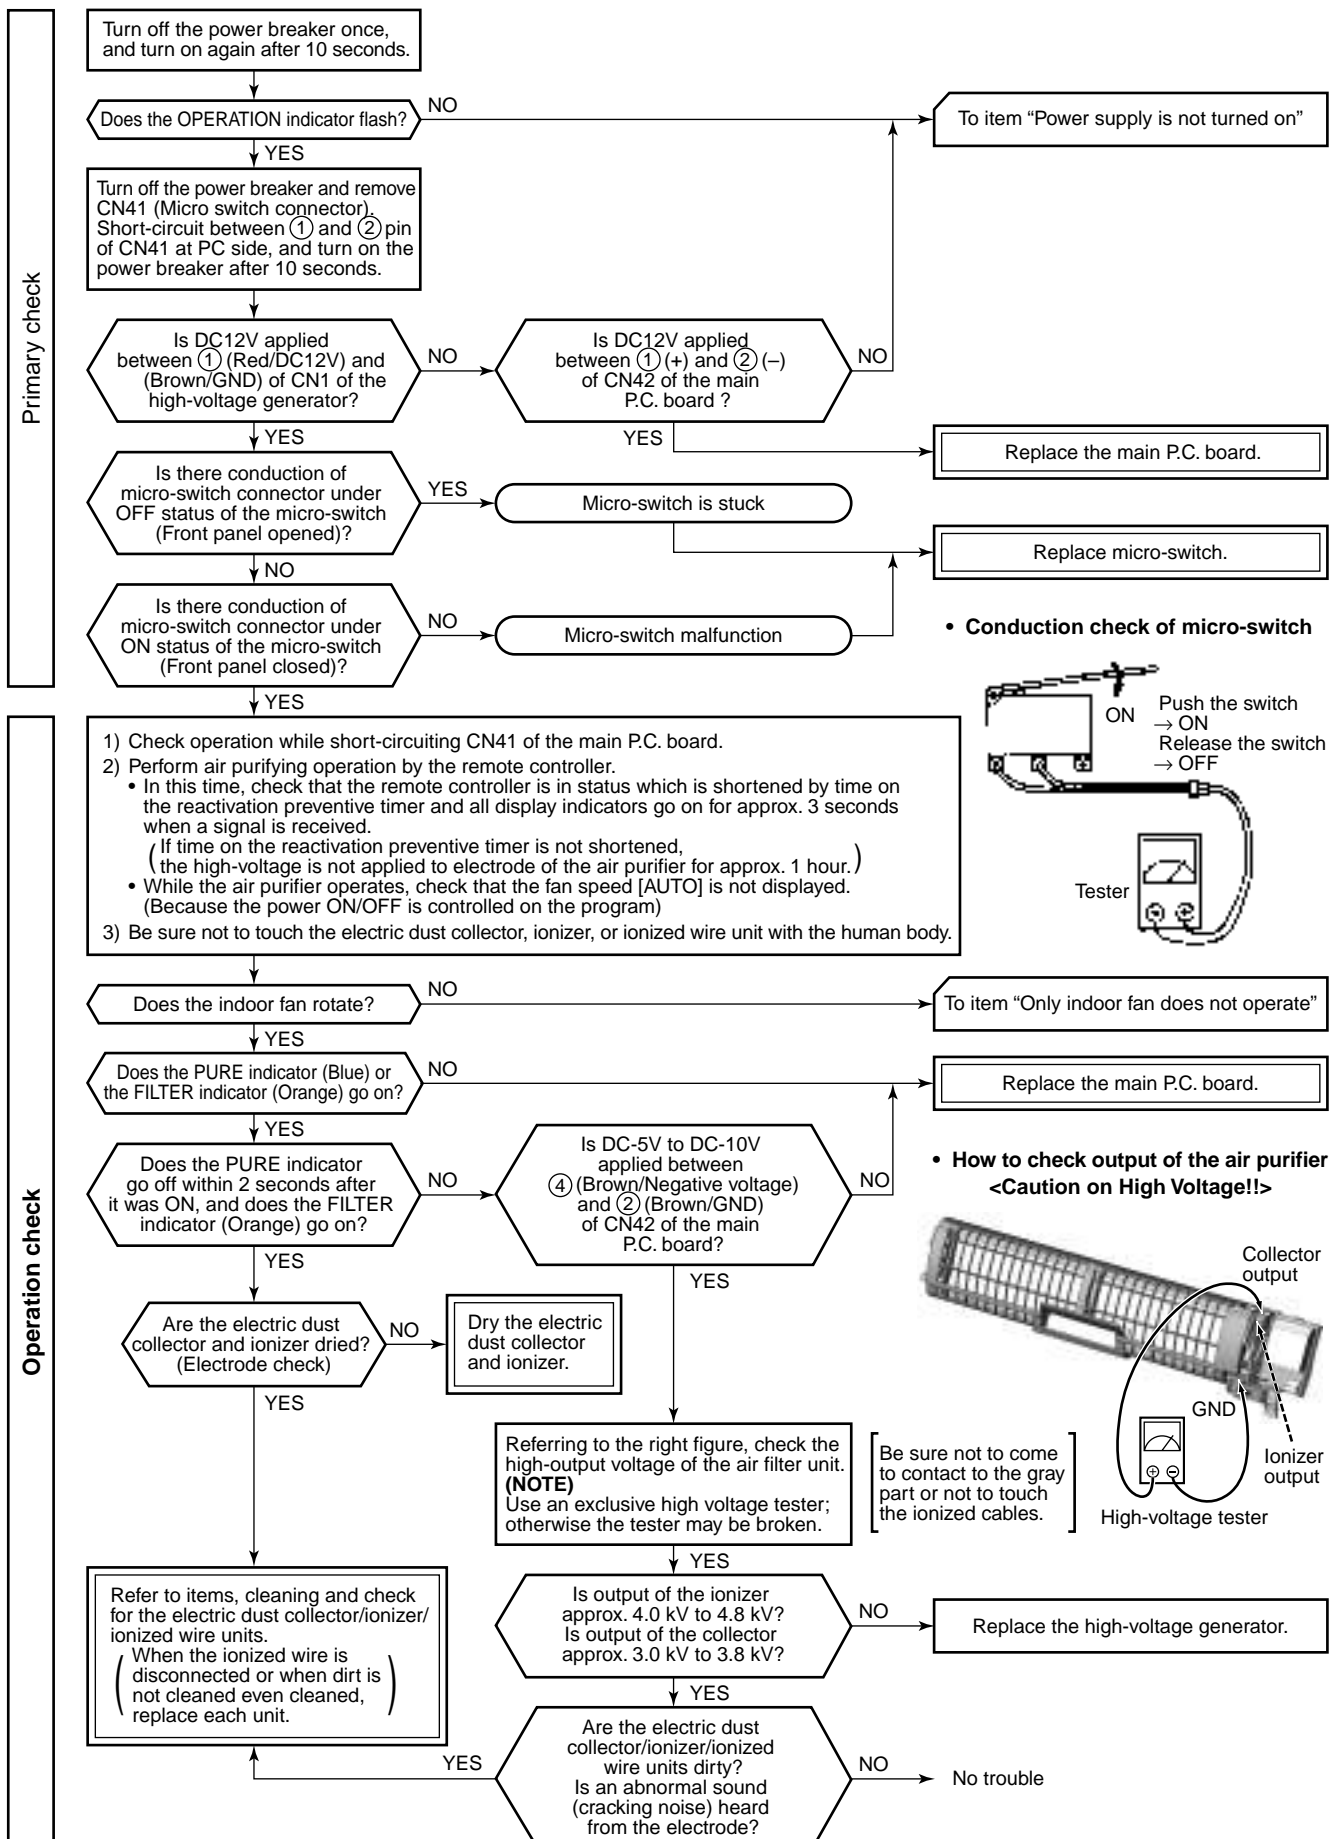 Primary check
Turn off the power breaker once,
and turn on again after 10 seconds.
Does the OPERATION indicator flash?
NO
To item “Power supply is not turned on”
YES
Turn off the power breaker and remove
CN41 (Micro switch connector).
Short-circuit between ① and ② pin
of CN41 at PC side, and turn on the
power breaker after 10 seconds.
Is DC12V applied
between ① (Red/DC12V) and
(Brown/GND) of CN1 of the
high-voltage generator?
NO
Is DC12V applied
between ① (+) and ② (–)
of CN42 of the main
P.C. board ?
NO
YES
YES
Replace the main P.C. board.
Is there conduction of
micro-switch connector under
OFF status of the micro-switch
(Front panel opened)?
YES
Micro-switch is stuck
NO
Replace micro-switch.
Is there conduction of
micro-switch connector under
ON status of the micro-switch
(Front panel closed)?
NO
Micro-switch malfunction
YES
• Conduction check of micro-switch
ON
Push the switch
→ ON
Release the switch
→ OFF
Tester
Operation check
1) Check operation while short-circuiting CN41 of the main P.C. board.
2) Perform air purifying operation by the remote controller.
• In this time, check that the remote controller is in status which is shortened by time on
the reactivation preventive timer and all display indicators go on for approx. 3 seconds
when a signal is received.
(If time on the reactivation preventive timer is not shortened,
the high-voltage is not applied to electrode of the air purifier for approx. 1 hour.)
• While the air purifier operates, check that the fan speed [AUTO] is not displayed.
(Because the power ON/OFF is controlled on the program)
3) Be sure not to touch the electric dust collector, ionizer, or ionized wire unit with the human body.
Does the indoor fan rotate?
NO
To item “Only indoor fan does not operate”
YES
Does the PURE indicator (Blue) or
the FILTER indicator (Orange) go on?
NO
Replace the main P.C. board.
YES
Does the PURE indicator
go off within 2 seconds after
it was ON, and does the FILTER
indicator (Orange) go on?
NO
Is DC-5V to DC-10V
applied between
④ (Brown/Negative voltage)
and ② (Brown/GND)
of CN42 of the main
P.C. board?
NO
YES
YES
• How to check output of the air purifier
<Caution on High Voltage!!>
Collector
output
GND
Ionizer
output
High-voltage tester
Are the electric dust
collector and ionizer dried?
(Electrode check)
NO
Dry the electric
dust collector
and ionizer.
YES
Referring to the right figure, check the
high-output voltage of the air filter unit.
(NOTE)
Use an exclusive high voltage tester;
otherwise the tester may be broken.
[Be sure not to come
to contact to the gray
part or not to touch
the ionized cables.]
YES
Refer to items, cleaning and check
for the electric dust collector/ionizer/
ionized wire units.
(When the ionized wire is
disconnected or when dirt is
not cleaned even cleaned,
replace each unit.)
Is output of the ionizer
approx. 4.0 kV to 4.8 kV?
Is output of the collector
approx. 3.0 kV to 3.8 kV?
NO
Replace the high-voltage generator.
YES
Are the electric dust
collector/ionizer/ionized
wire units dirty?
Is an abnormal sound
(cracking noise) heard
from the electrode?
YES
NO
No trouble